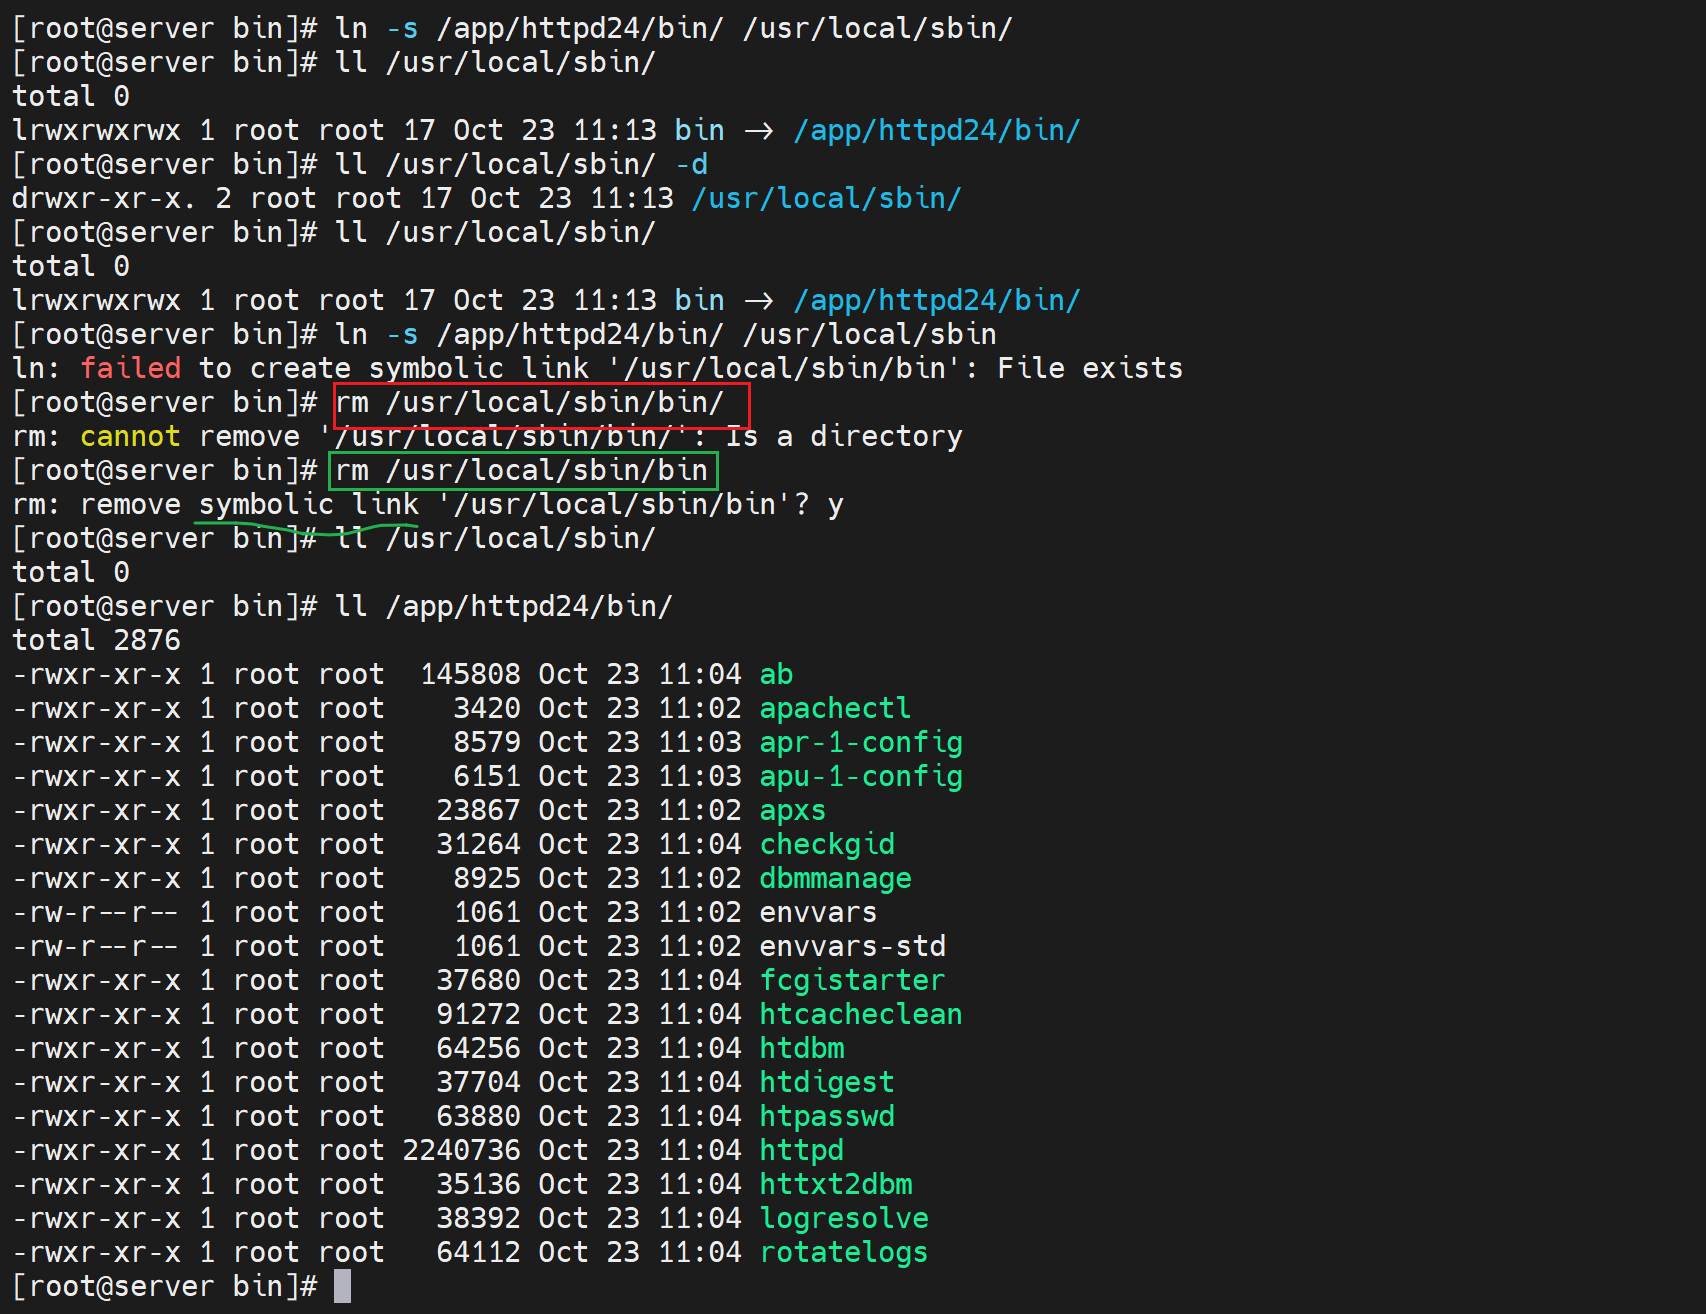 [root@server bin]# ln -s /app/httpd24/bin/ /usr/local/sbin/
[root@server bin]# ll /usr/local/sbin/
total 0
lrwxrwxrwx 1 root root 17 Oct 23 11:13 bin -> /app/httpd24/bin/
[root@server bin]# ll /usr/local/sbin/ -d
drwxr-xr-x. 2 root root 17 Oct 23 11:13 /usr/local/sbin/
[root@server bin]# ll /usr/local/sbin/
total 0
lrwxrwxrwx 1 root root 17 Oct 23 11:13 bin -> /app/httpd24/bin/
[root@server bin]# ln -s /app/httpd24/bin/ /usr/local/sbin
ln: failed to create symbolic link '/usr/local/sbin/bin': File exists
[root@server bin]# rm /usr/local/sbin/bin/
rm: cannot remove '/usr/local/sbin/bin/': Is a directory
[root@server bin]# rm /usr/local/sbin/bin
rm: remove symbolic link '/usr/local/sbin/bin'? y
[root@server bin]# ll /usr/local/sbin/
total 0
[root@server bin]# ll /app/httpd24/bin/
total 2876
-rwxr-xr-x 1 root root  145808 Oct 23 11:04 ab
-rwxr-xr-x 1 root root    3420 Oct 23 11:02 apachectl
-rwxr-xr-x 1 root root    8579 Oct 23 11:03 apr-1-config
-rwxr-xr-x 1 root root    6151 Oct 23 11:03 apu-1-config
-rwxr-xr-x 1 root root   23867 Oct 23 11:02 apxs
-rwxr-xr-x 1 root root   31264 Oct 23 11:04 checkgid
-rwxr-xr-x 1 root root    8925 Oct 23 11:02 dbmmanage
-rw-r--r-- 1 root root    1061 Oct 23 11:02 envvars
-rw-r--r-- 1 root root    1061 Oct 23 11:02 envvars-std
-rwxr-xr-x 1 root root   37680 Oct 23 11:04 fcgistarter
-rwxr-xr-x 1 root root   91272 Oct 23 11:04 htcacheclean
-rwxr-xr-x 1 root root   64256 Oct 23 11:04 htdbm
-rwxr-xr-x 1 root root   37704 Oct 23 11:04 htdigest
-rwxr-xr-x 1 root root   63880 Oct 23 11:04 htpasswd
-rwxr-xr-x 1 root root 2240736 Oct 23 11:04 httpd
-rwxr-xr-x 1 root root   35136 Oct 23 11:04 httxt2dbm
-rwxr-xr-x 1 root root   38392 Oct 23 11:04 logresolve
-rwxr-xr-x 1 root root   64112 Oct 23 11:04 rotatelogs
[root@server bin]#